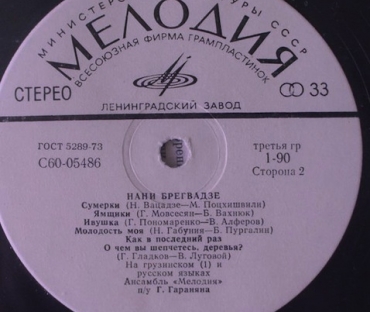 МИНИСТЕРСТВО КУЛЬТУРЫ СССР
МЕЛОДИЯ
ВСЕСОЮЗНАЯ ФИРМА ГРАМПЛАСТИНОК
СТЕРЕО
33
ЛЕНИНГРАДСКИЙ ЗАВОД
ГОСТ 5289-73
С60-05486
третья гр
1-90
Сторона 2
НАНИ БРЕГВАДЗЕ
Сумерки (Н. Вацадзе—М. Поцхишвили)
Ямщики (Г. Мовсесян—Б. Вахнюк)
Ивушка (Г. Пономаренко—В. Алферов)
Молодость моя (Н. Габуния—Б. Пургалин)
Как в последний раз
О чем вы шепчетесь, деревья?
(Г. Гладков—В. Луговой)
На грузинском (1) и
русском языках
Ансамбль «Мелодия»
п/у Г. Гараняна